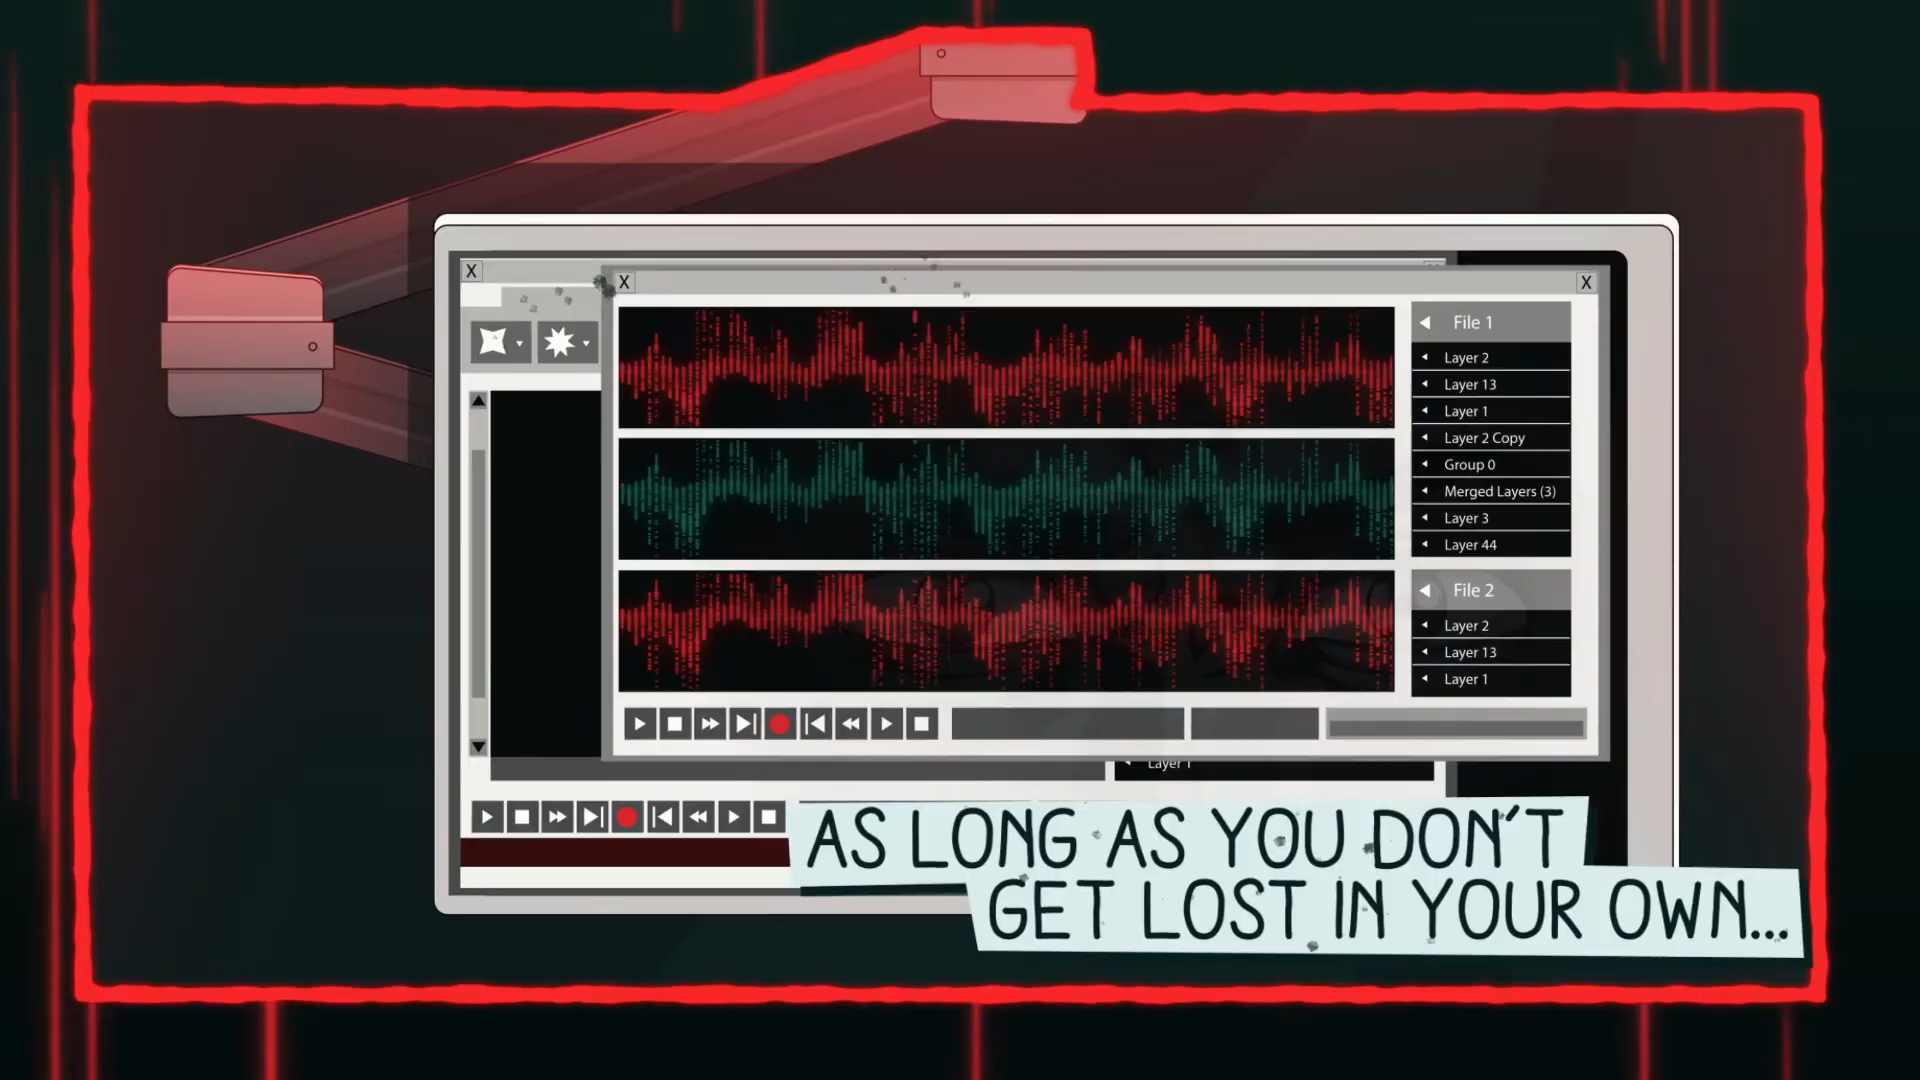 X
X
X
File 1
Layer 2
Layer 13
Layer 1
Layer 2 Copy
Group 0
Merged Layers (3)
Layer 3
Layer 44
File 2
Layer 2
Layer 13
Layer 1
Layer 1
AS LONG AS YOU DON'T
GET LOST IN YOUR OWN...